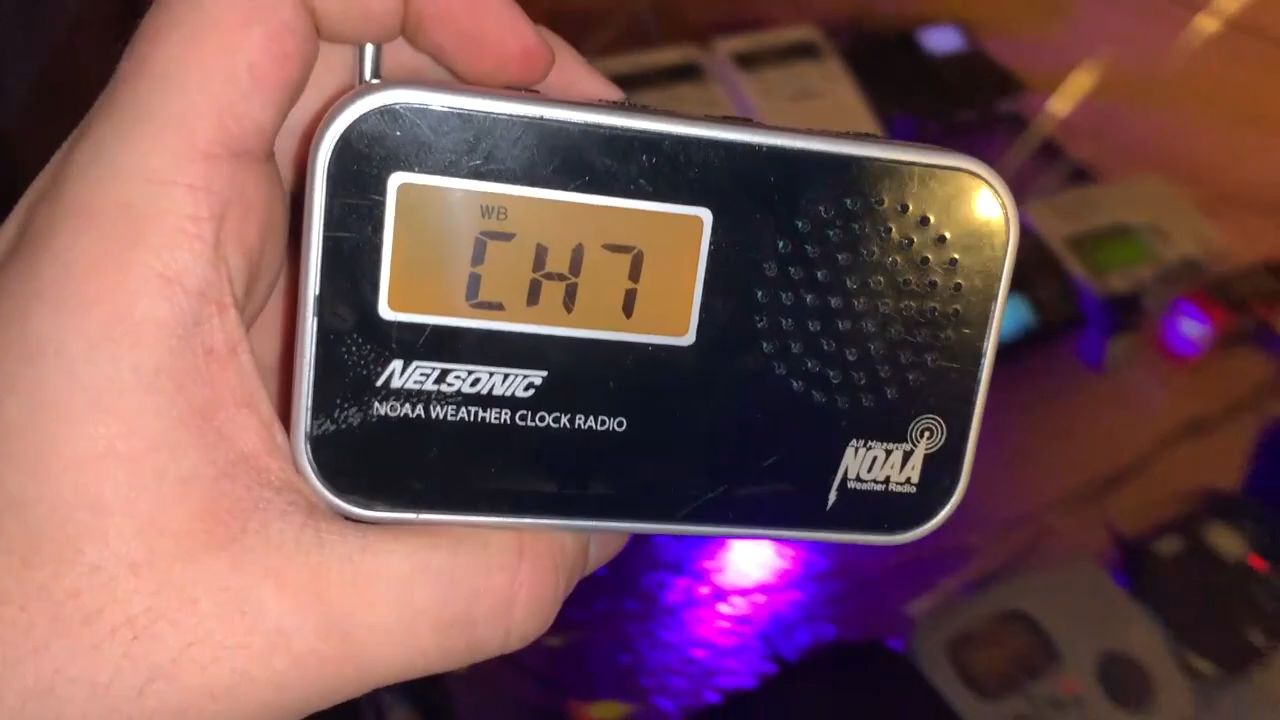 WB
CH7
NELSONIC
NOAA WEATHER CLOCK RADIO
All Hazards
NOAA
Weather Radio